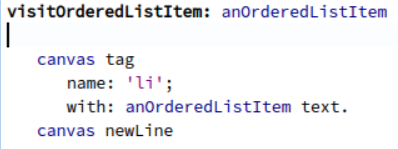 visitOrderedListItem: anOrderedListItem
canvas tag
name: 'li';
with: anOrderedListItem text.
canvas newLine